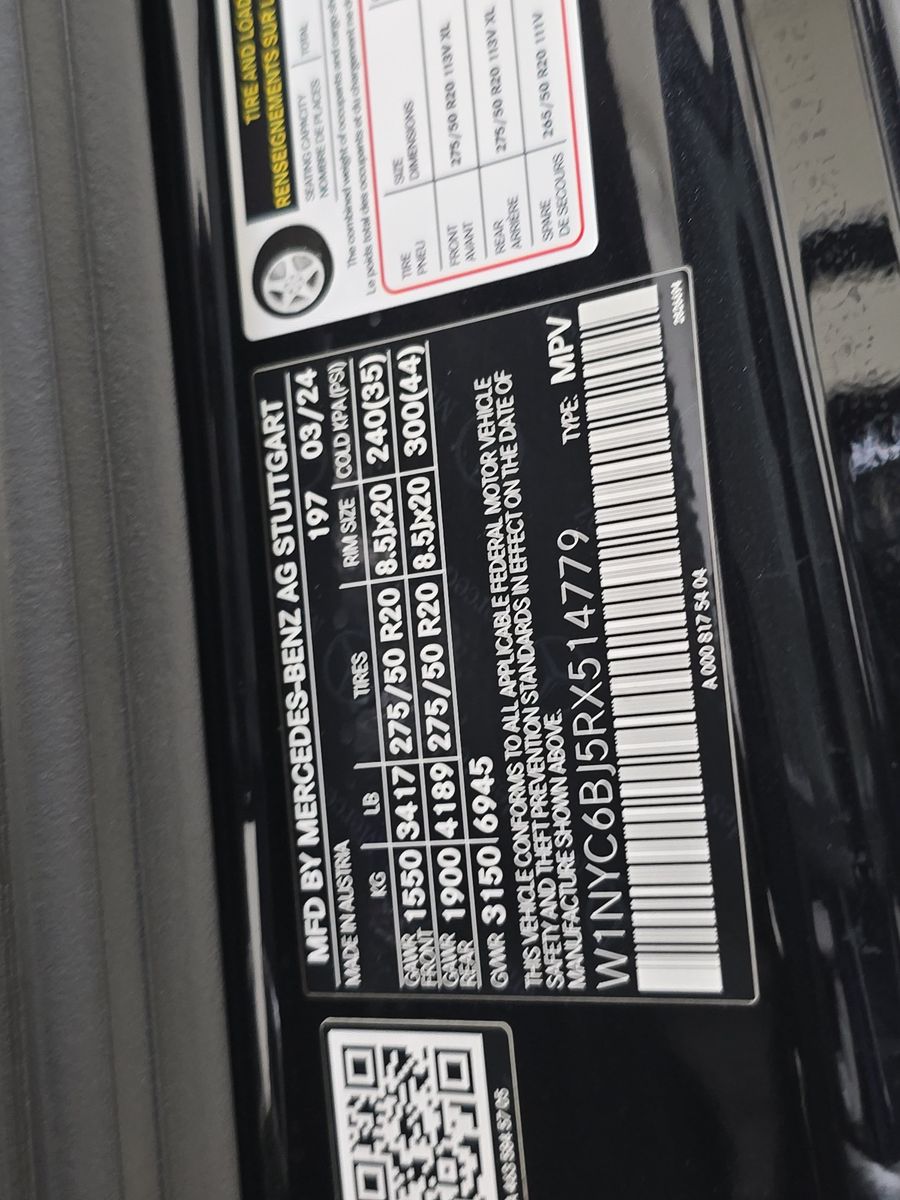 MFD BY MERCEDES-BENZ AG STUTTGART
MADE IN AUSTRIA 197 03/24
KG LB TIRES RIM SIZE COLD KPA(PSI)
GAWR FRONT 1550 3417 275/50 R20 8.5Jx20 240(35)
GAWR REAR 1900 4189 275/50 R20 8.5Jx20 300(44)
GVWR 3150 6945
THIS VEHICLE CONFORMS TO ALL APPLICABLE FEDERAL MOTOR VEHICLE
SAFETY AND THEFT PREVENTION STANDARDS IN EFFECT ON THE DATE OF
MANUFACTURE SHOWN ABOVE.
TYPE: MPV
W1NYC6BJ5RX514779
A 000 817 54 04
TIRE AND LOAD
RENSEIGNEMENTS SUR
SEATING CAPACITY
NOMBRE DE PLACES
TOTAL
The combined weight of occupants and cargo
Le poids total des occupants et du chargement ne
TIRE
PNEU
SIZE
DIMENSIONS
FRONT
AVANT
275/50 R20 113V XL
REAR
ARRIÈRE
275/50 R20 113V XL
SPARE
DE SECOURS
265/50 R20 111V